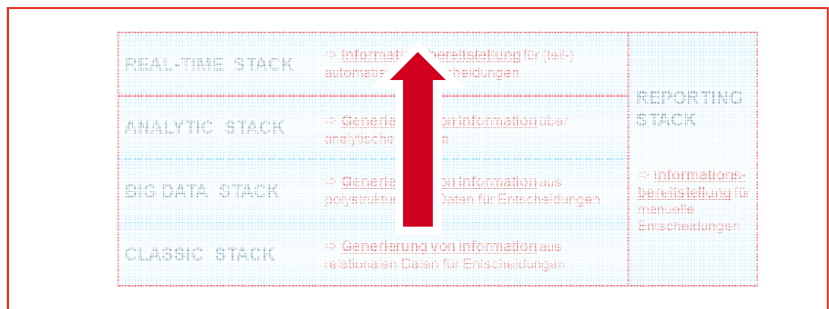 REAL-TIME STACK
⇨ Informati bereitstellung für (teil-)
automatis cheidungen
ANALYTIC STACK
⇨ Generie on Information über
analytische
BIG DATA STACK
⇨ Generie on Information aus
polystruktu Daten für Entscheidungen
CLASSIC STACK
⇨ Generierung von Information aus
relationalen Daten für Entscheidungen
REPORTING
STACK
⇨ Informations-
bereitstellung für
manuelle
Entscheidungen